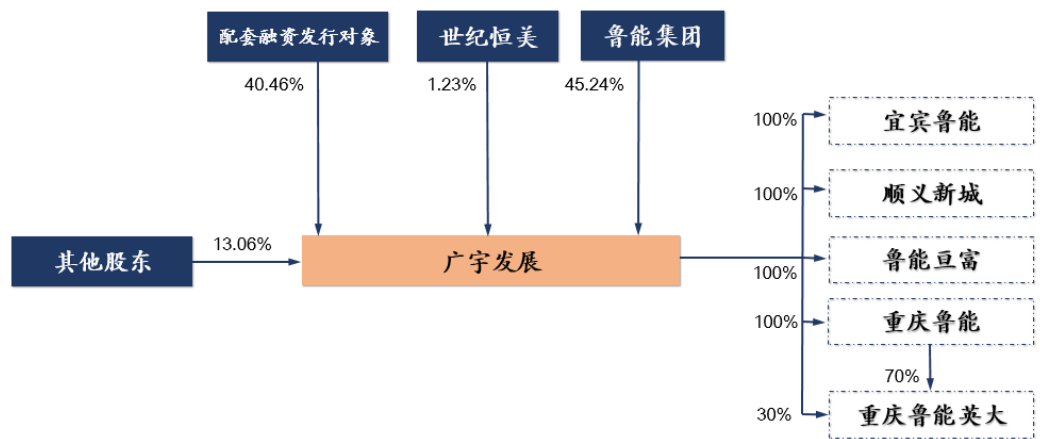 配套融资发行对象
世纪恒美
鲁能集团
40.46%
1.23%
45.24%
其他股东
13.06%
广宇发展
100%
宜宾鲁能
100%
顺义新城
100%
鲁能亘富
100%
重庆鲁能
70%
30%
重庆鲁能英大